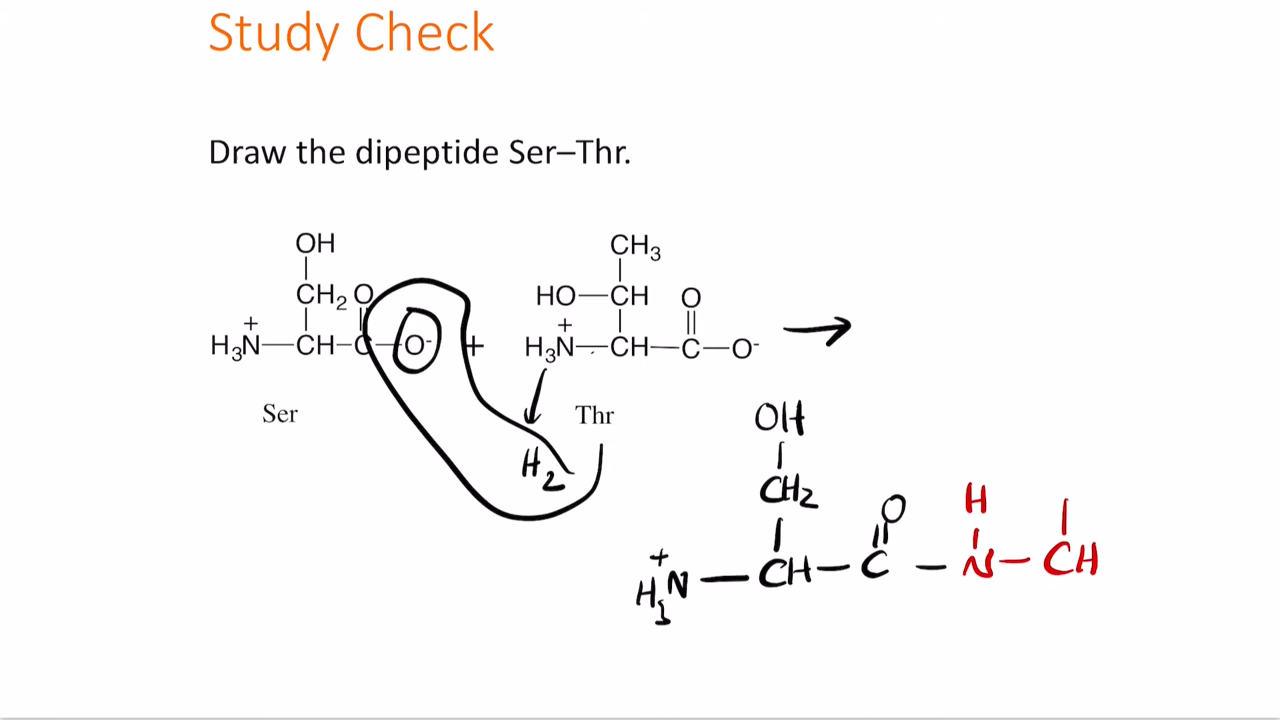 Study Check
Draw the dipeptide Ser–Thr.
OH
CH₂ O
+
H₃N—CH–C—O⁻
+
CH₃
HO—CH O
+
H₃N—CH—C—O⁻
Ser
Thr
H₂
OH
CH₂
O
H
+
H₃N — CH – C – N – CH